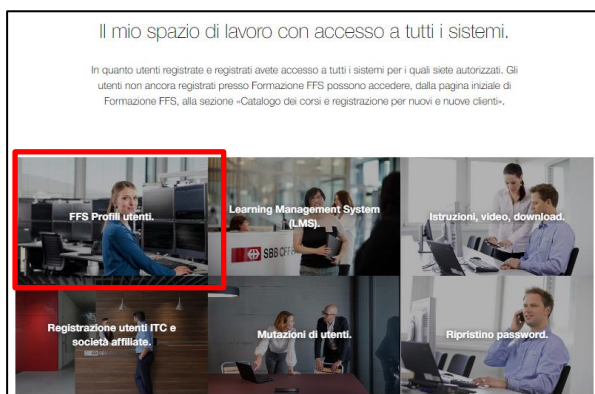 Il mio spazio di lavoro con accesso a tutti i sistemi.
In quanto utenti registrate e registrati avete accesso a tutti i sistemi per i quali siete autorizzati. Gli
utenti non ancora registrati presso Formazione FFS possono accedere, dalla pagina iniziale di
Formazione FFS, alla sezione «Catalogo dei corsi e registrazione per nuovi e nuove clienti».
FFS Profili utenti.
Learning Management System
(LMS).
SBB CFF FFS
Istruzioni, video, download.
Registrazione utenti ITC e
società affiliate.
Mutazioni di utenti.
Ripristino password.